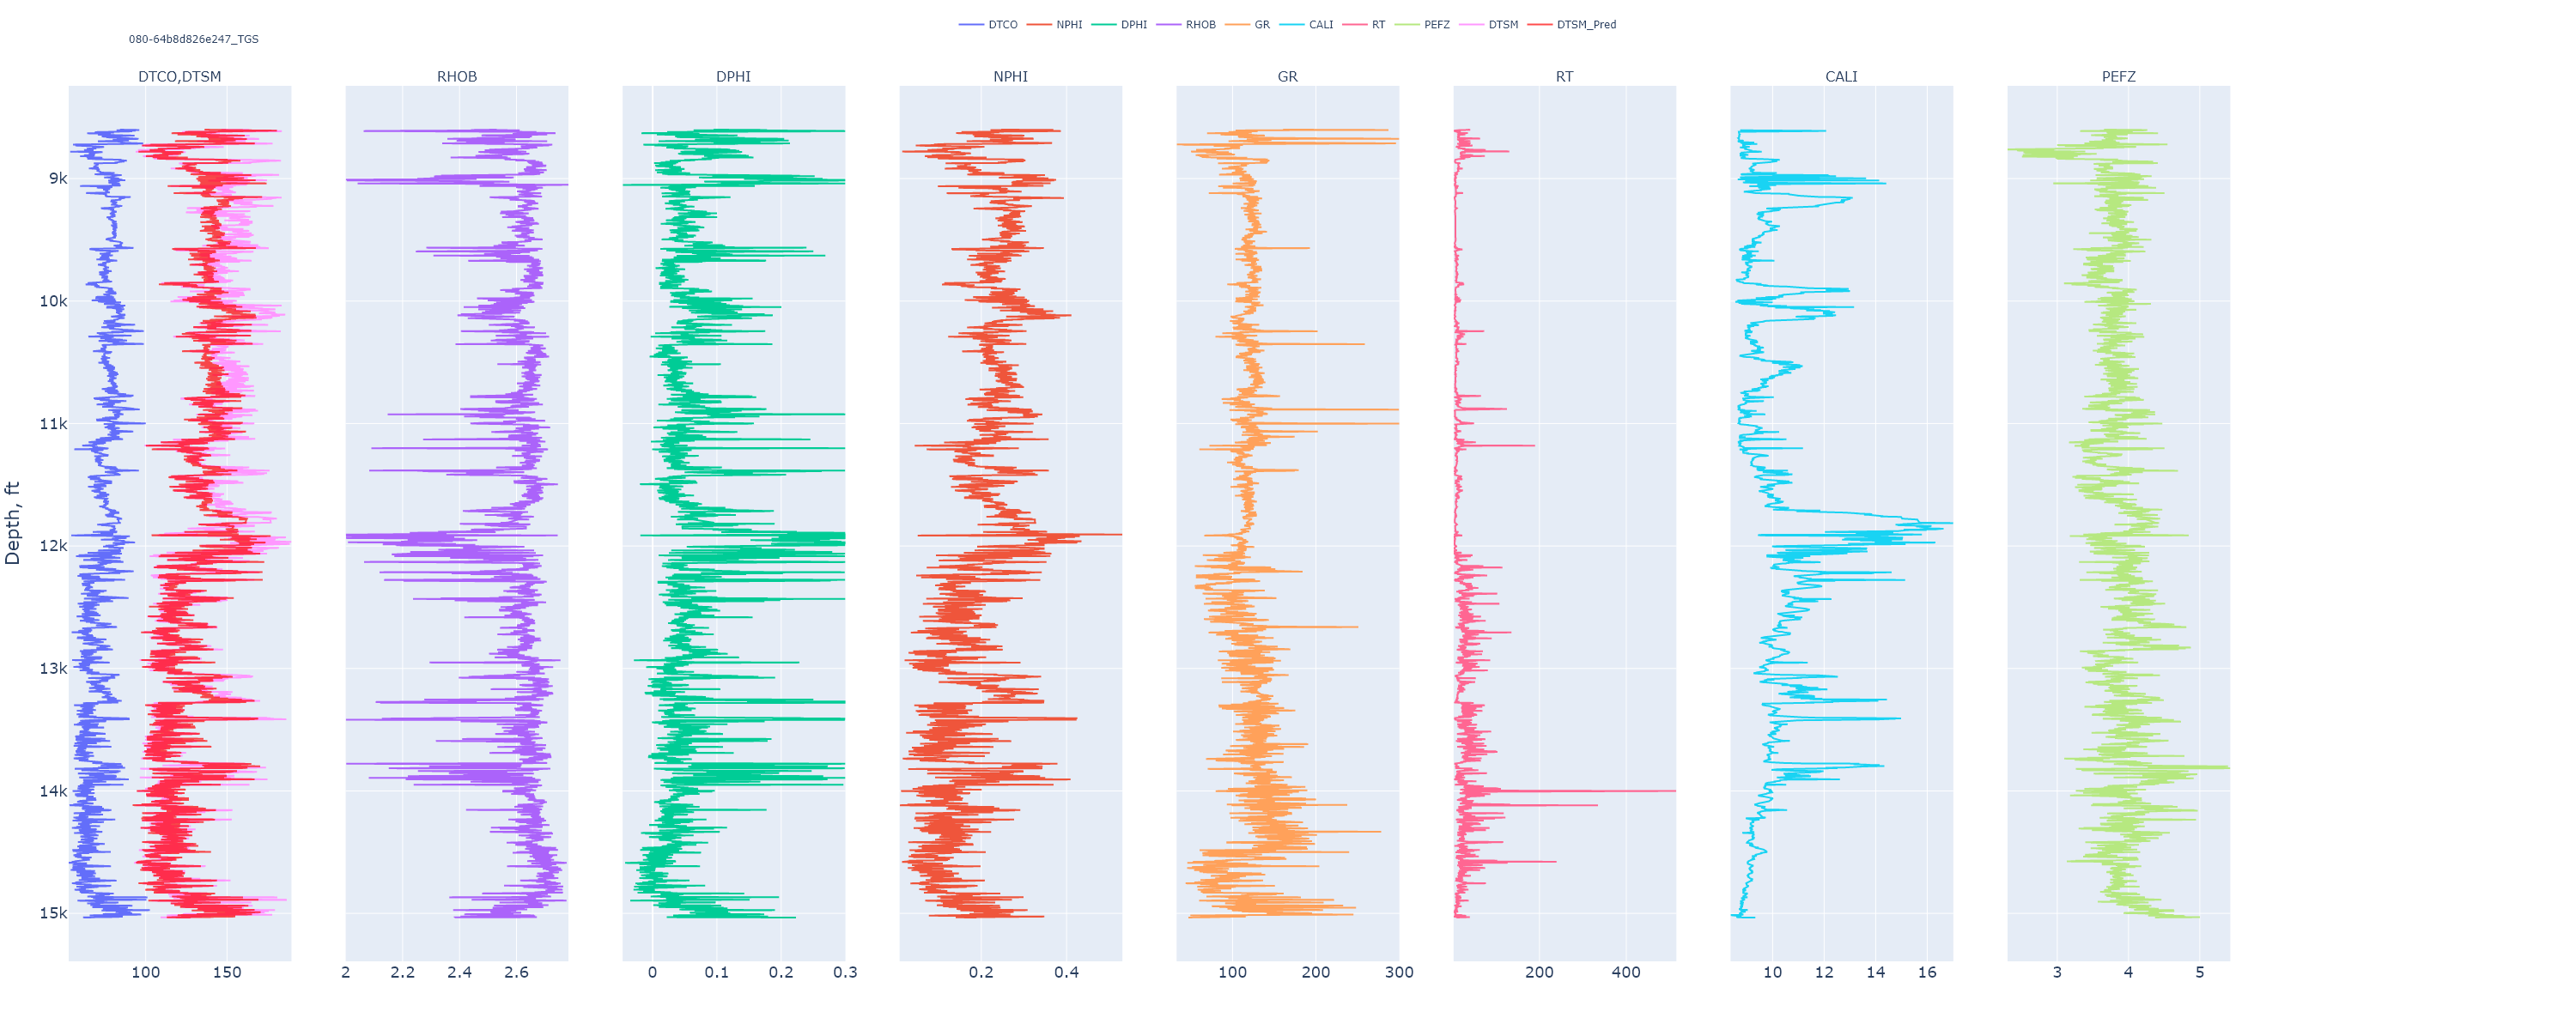 DTCO NPHI DPHI RHOB GR CALI RT PEFZ DTSM DTSM_Pred
080-64b8d826e247_TGS
DTCO,DTSM RHOB DPHI NPHI GR RT CALI PEFZ
9k
10k
11k
Depth, ft
12k
13k
14k
15k
100 150 2 2.2 2.4 2.6 0 0.1 0.2 0.3 0.2 0.4 100 200 300 200 400 10 12 14 16 3 4 5